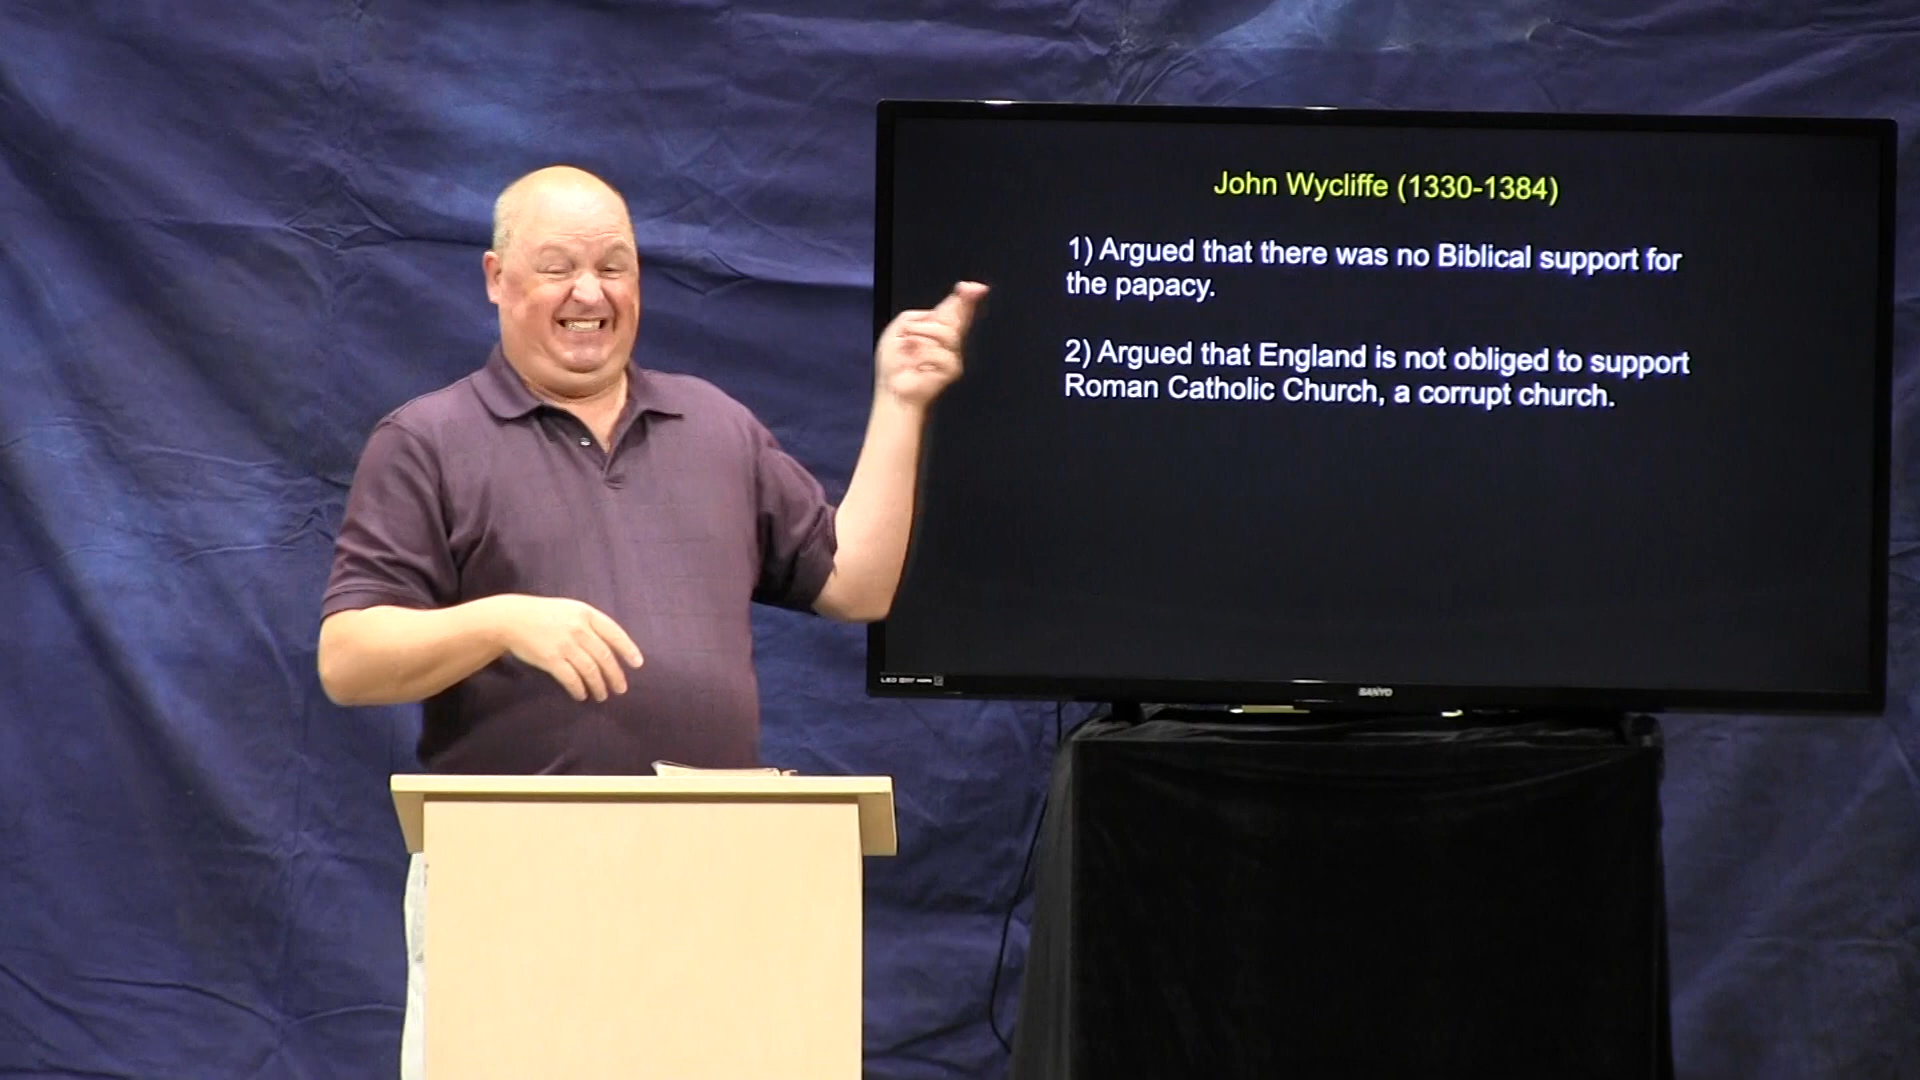 John Wycliffe (1330-1384)
1) Argued that there was no Biblical support for
the papacy.
2) Argued that England is not obliged to support
Roman Catholic Church, a corrupt church.
LED
SANYO